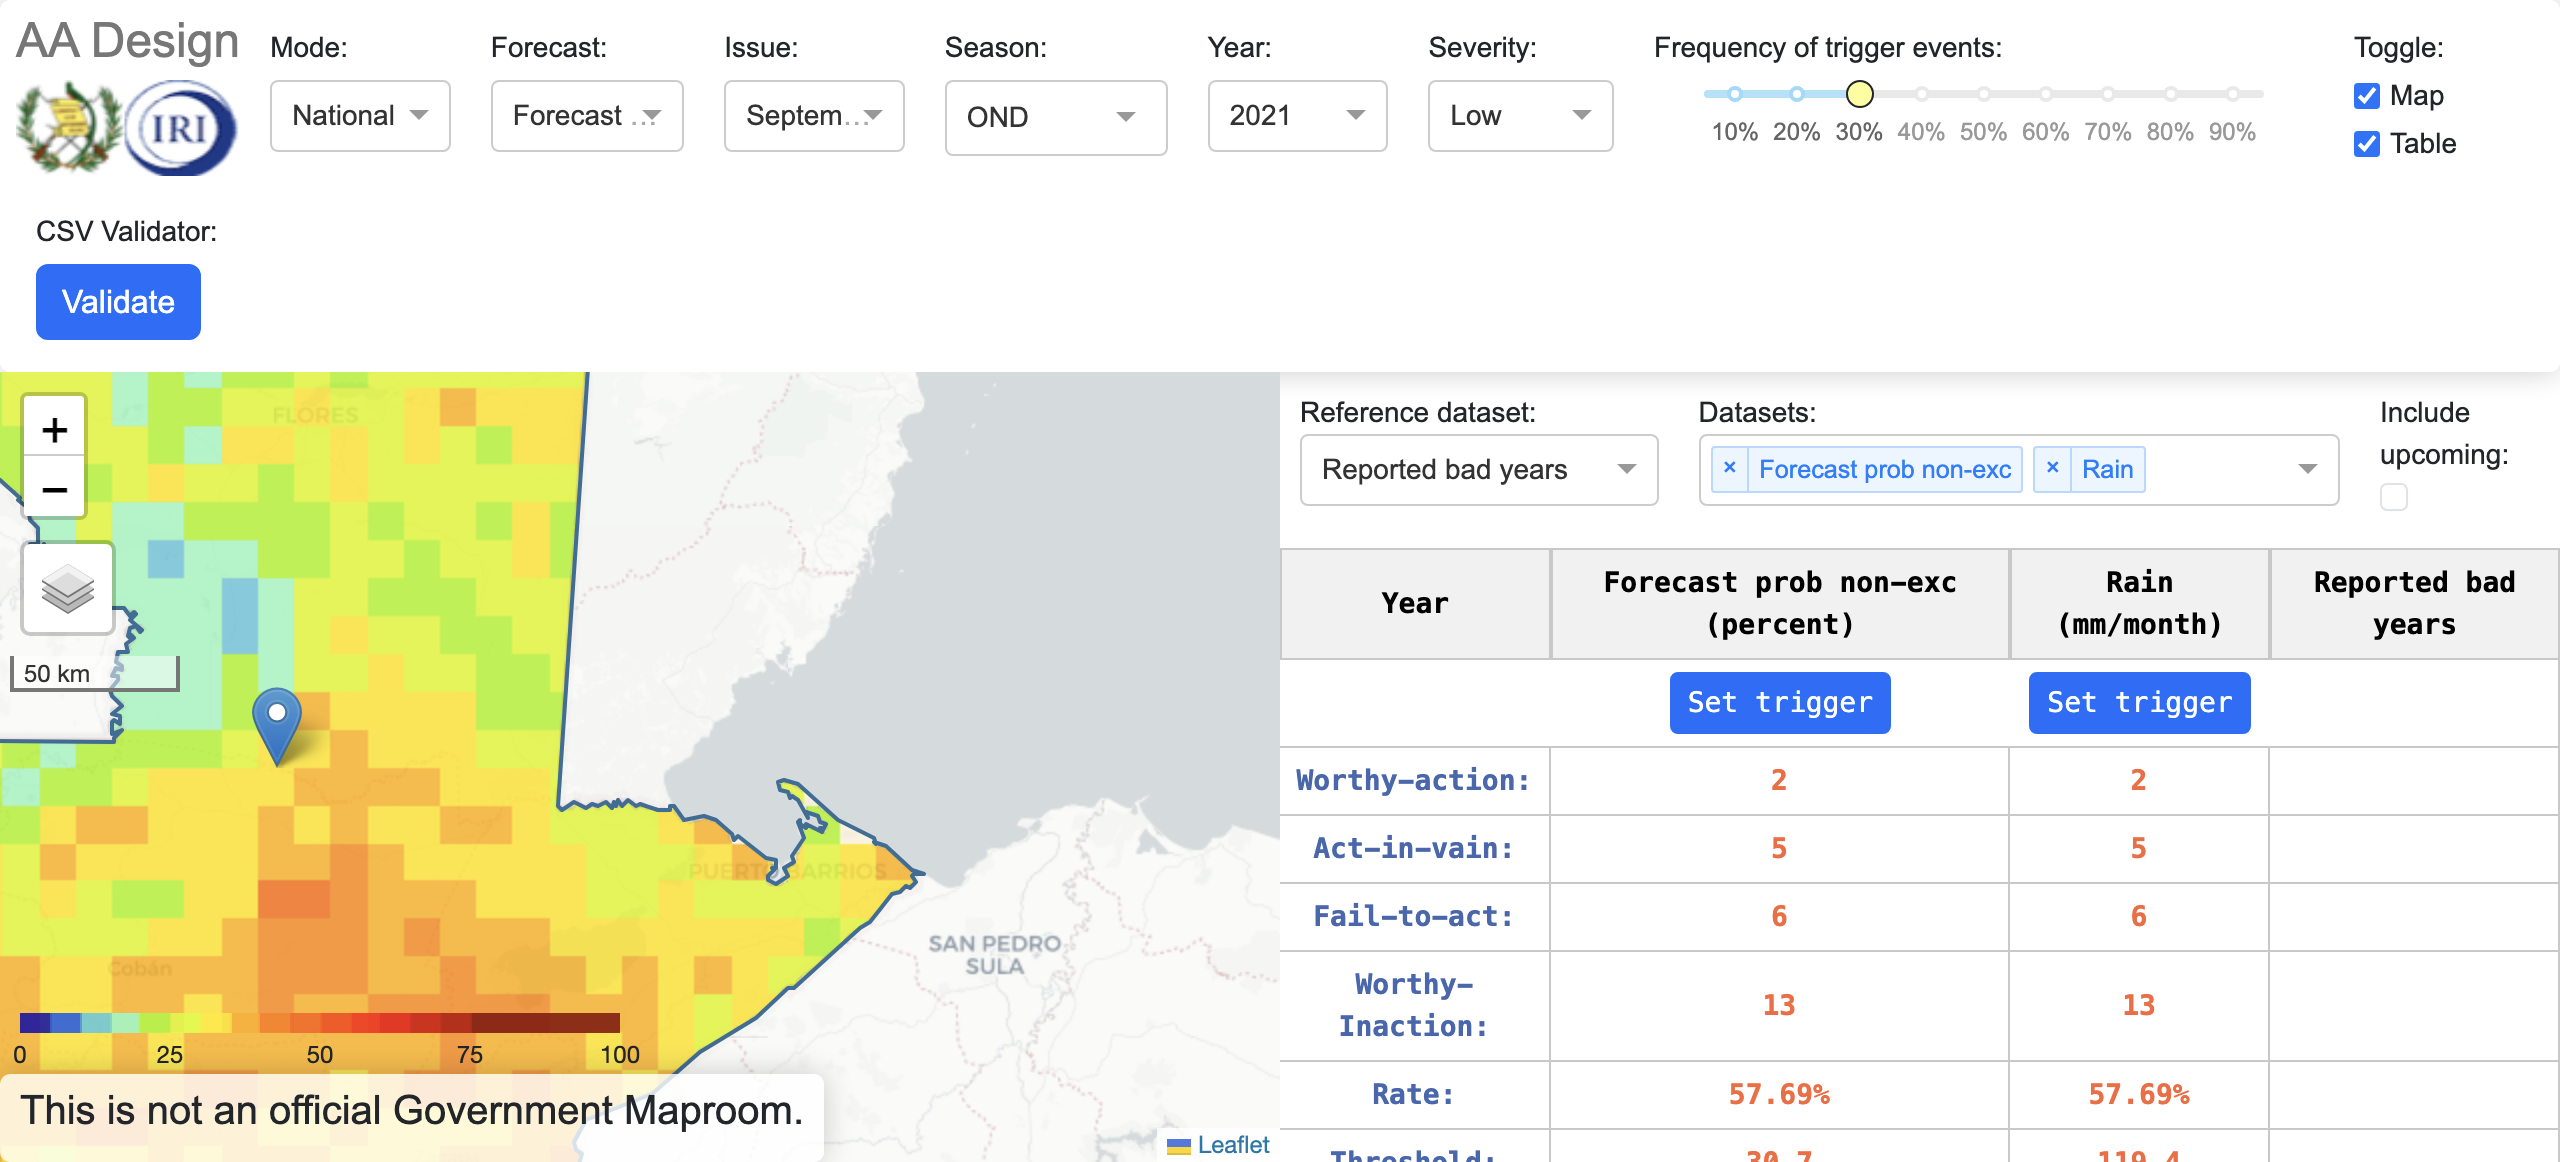 AA Design
IRI
Mode:
National
Forecast:
Forecast ...
Issue:
Septem...
Season:
OND
Year:
2021
Severity:
Low
Frequency of trigger events:
10% 20% 30% 40% 50% 60% 70% 80% 90%
Toggle:
Map
Table
CSV Validator:
Validate
+
−
50 km
FLORES
PUERTO BARRIOS
Cobán
SAN PEDRO
SULA
0 25 50 75 100
This is not an official Government Maproom.
Leaflet
Reference dataset:
Reported bad years
Datasets:
× Forecast prob non-exc × Rain
Include
upcoming:
Year
Forecast prob non-exc
(percent)
Rain
(mm/month)
Reported bad
years
Set trigger Set trigger
Worthy-action: 2 2
Act-in-vain: 5 5
Fail-to-act: 6 6
Worthy-
Inaction: 13 13
Rate: 57.69% 57.69%
Threshold: 30.7 119.4